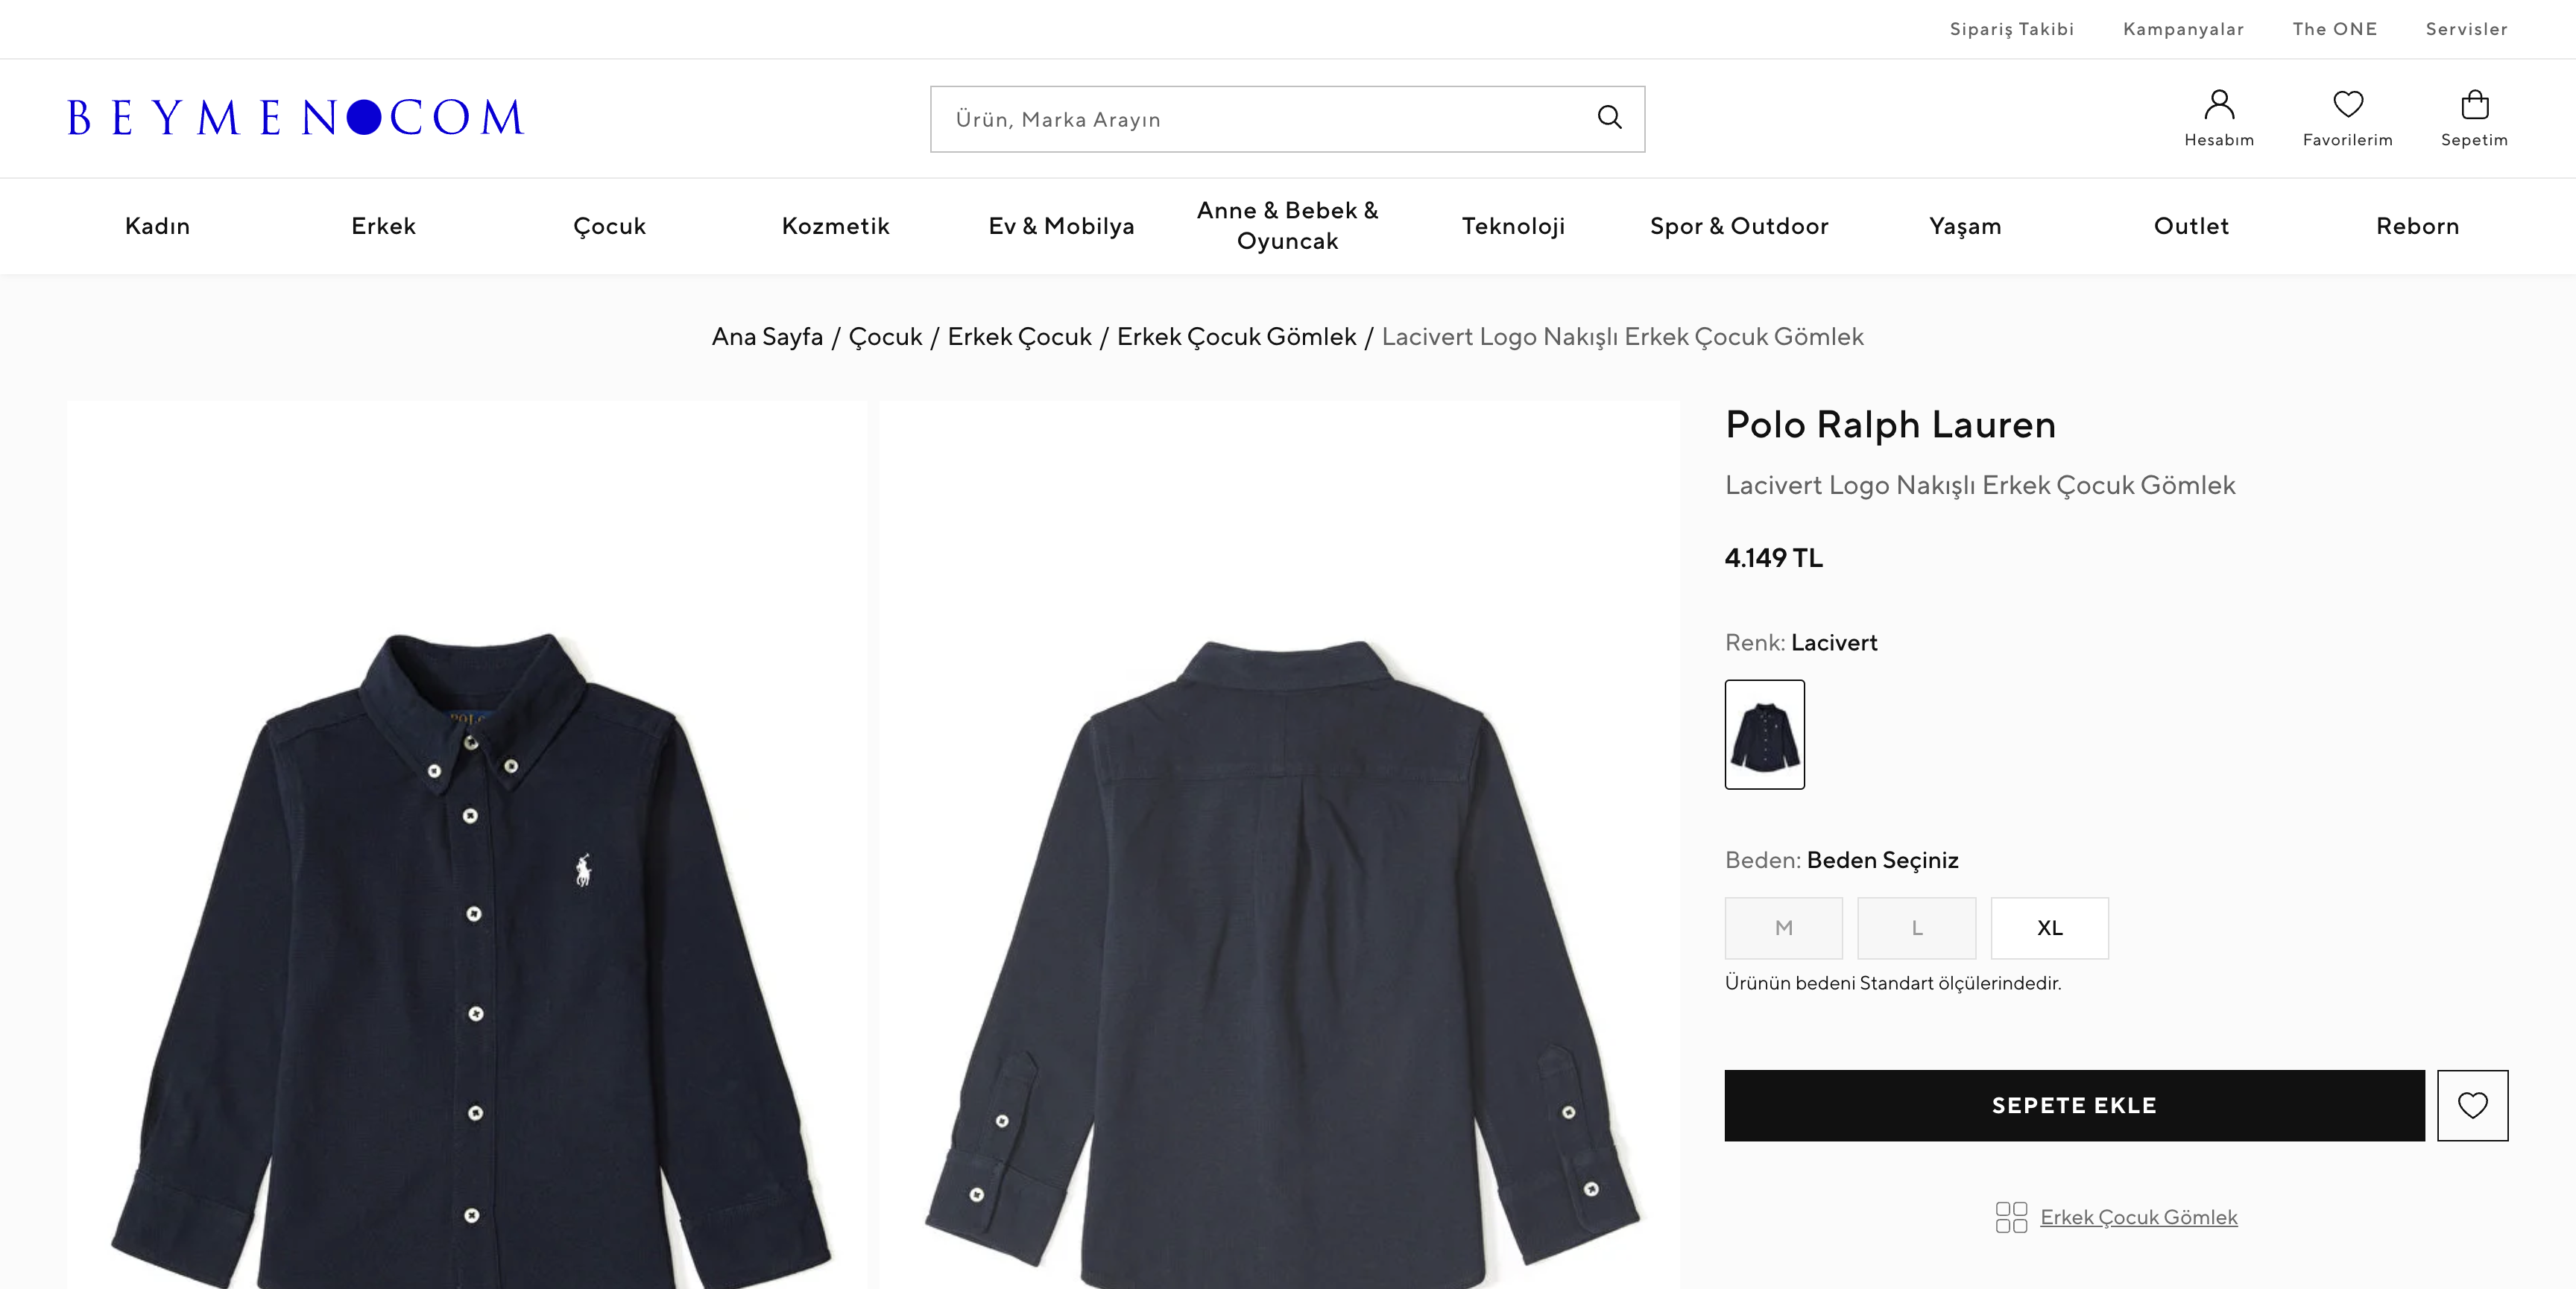 Sipariş Takibi
Kampanyalar
The ONE
Servisler
BEYMEN COM
Ürün, Marka Arayın
Hesabım
Favorilerim
Sepetim
Kadın
Erkek
Çocuk
Kozmetik
Ev & Mobilya
Anne & Bebek &
Oyuncak
Teknoloji
Spor & Outdoor
Yaşam
Outlet
Reborn
Ana Sayfa / Çocuk / Erkek Çocuk / Erkek Çocuk Gömlek / Lacivert Logo Nakışlı Erkek Çocuk Gömlek
Polo Ralph Lauren
Lacivert Logo Nakışlı Erkek Çocuk Gömlek
4.149 TL
Renk: Lacivert
Beden: Beden Seçiniz
M
L
XL
Ürünün bedeni Standart ölçülerindedir.
SEPETE EKLE
Erkek Çocuk Gömlek